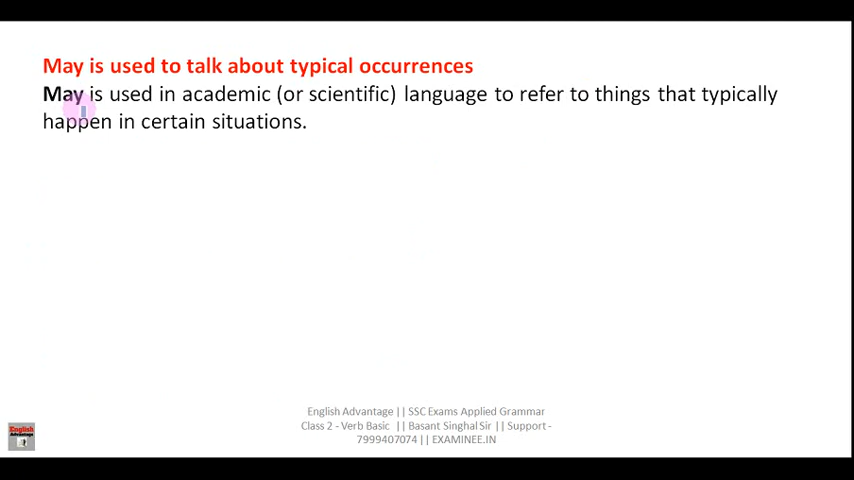 May is used to talk about typical occurrences
May is used in academic (or scientific) language to refer to things that typically
happen in certain situations.
English Advantage || SSC Exams Applied Grammar
Class 2 - Verb Basic || Basant Singhal Sir || Support -
7999407074 || EXAMINEE.IN
English
Advantage